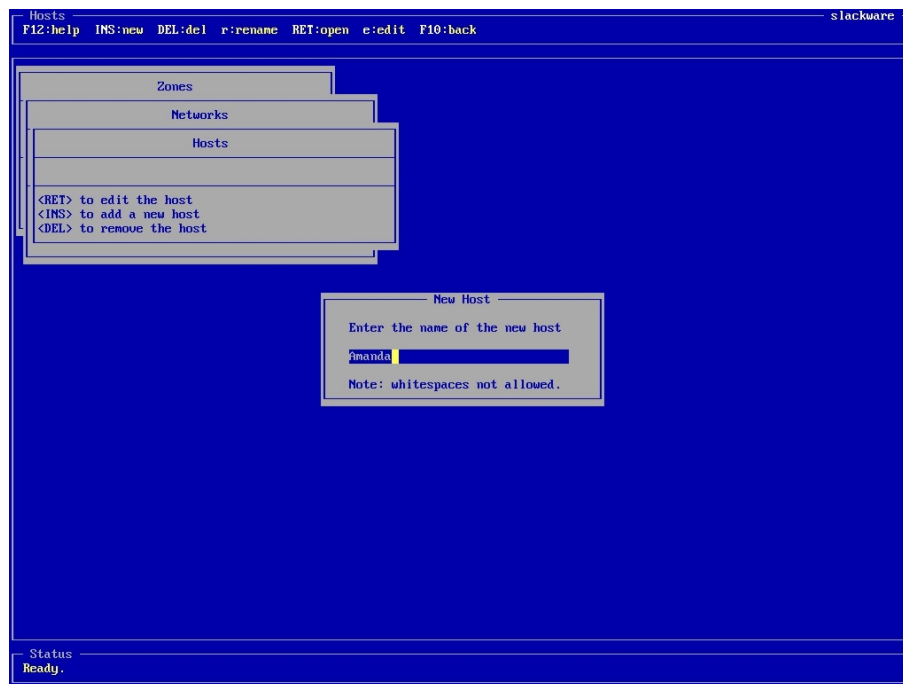 Hosts
slackware
F12:help INS:new DEL:del r:rename RET:open e:edit F10:back
Zones
Networks
Hosts
<RET> to edit the host
<INS> to add a new host
<DEL> to remove the host
New Host
Enter the name of the new host
Amanda
Note: whitespaces not allowed.
Status
Ready.